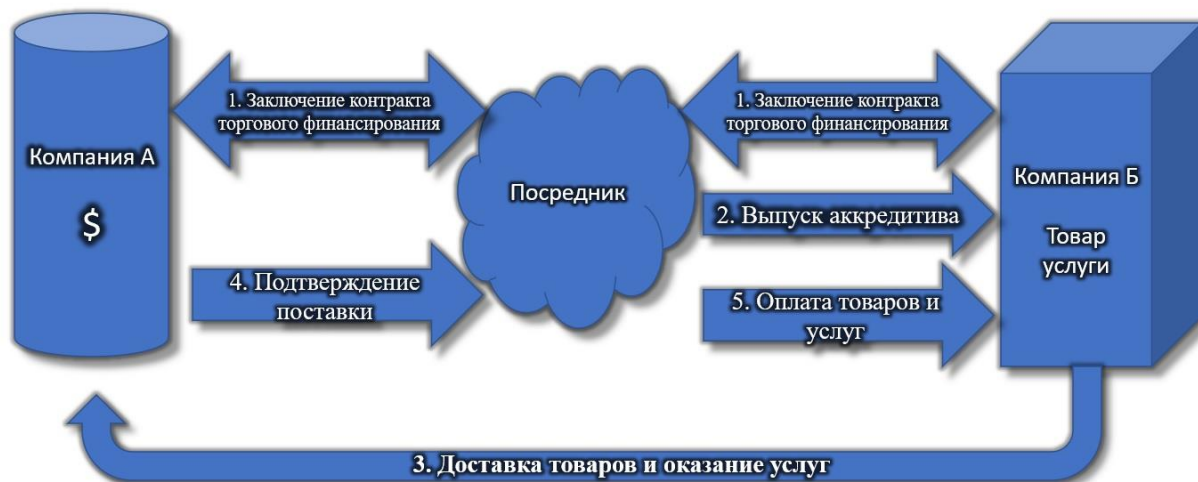 Компания А
$
1. Заключение контракта
торгового финансирования
Посредник
1. Заключение контракта
торгового финансирования
Компания Б
Товар
услуги
2. Выпуск аккредитива
4. Подтверждение
поставки
5. Оплата товаров и
услуг
3. Доставка товаров и оказание услуг